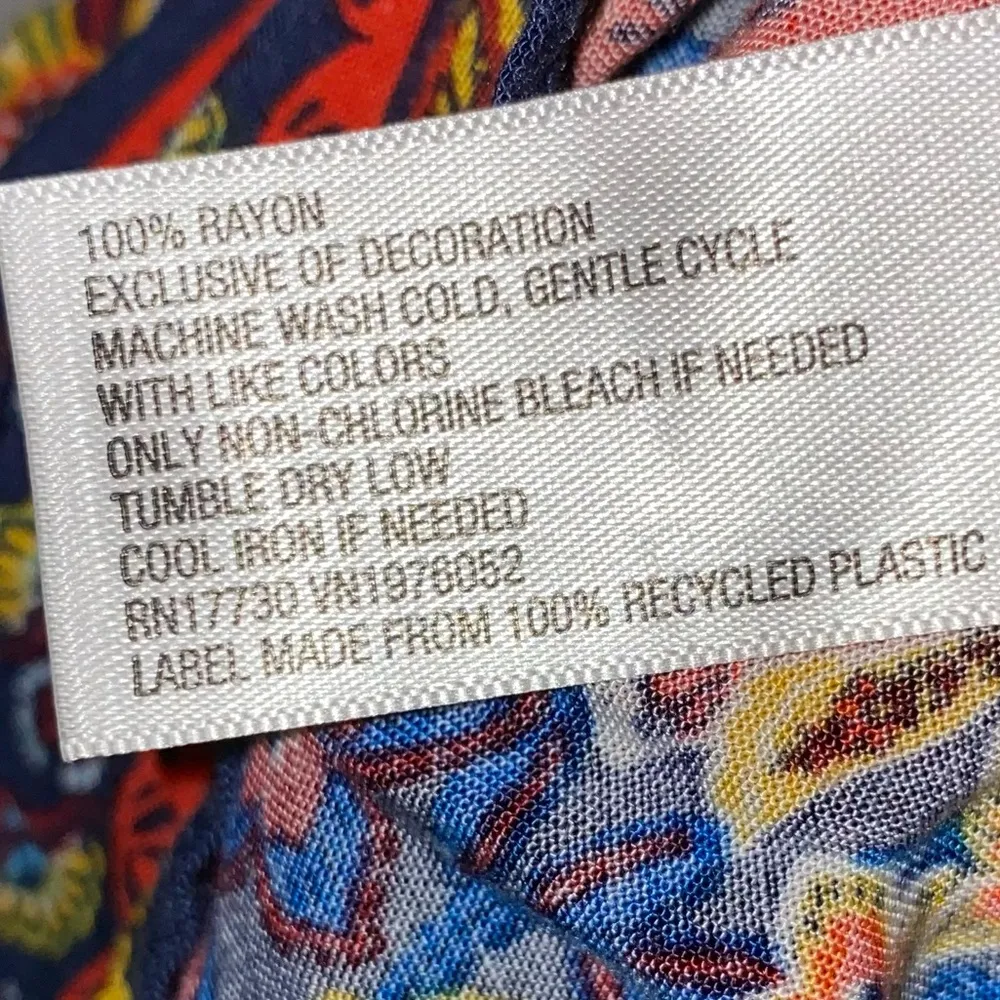 100% RAYON
EXCLUSIVE OF DECORATION
MACHINE WASH COLD, GENTLE CYCLE
WITH LIKE COLORS
ONLY NON-CHLORINE BLEACH IF NEEDED
TUMBLE DRY LOW
COOL IRON IF NEEDED
RN17730 VN1976052
LABEL MADE FROM 100% RECYCLED PLASTIC